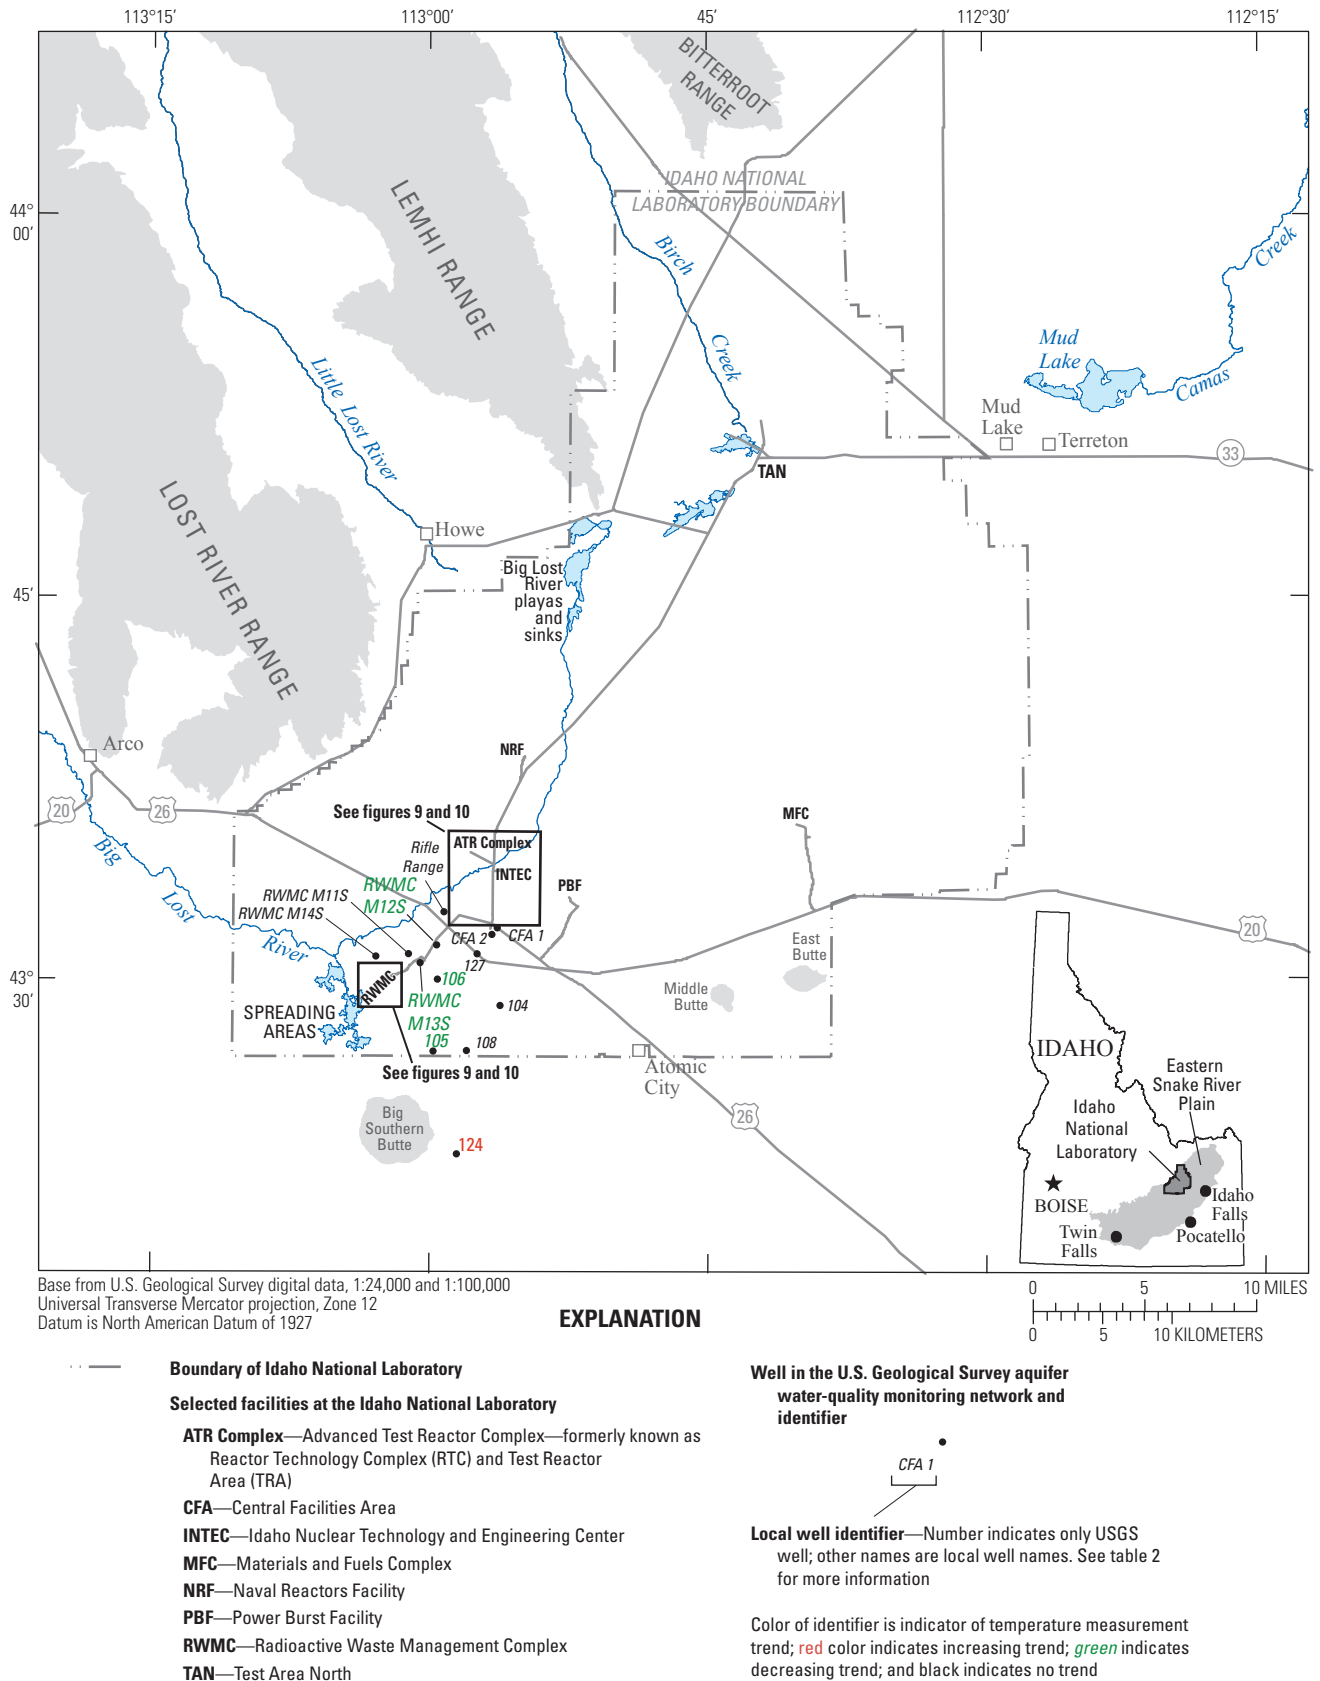 113°15′
113°00′
45′
112°30′
112°15′
BITTERROOT
RANGE
IDAHO NATIONAL
LABORATORY BOUNDARY
44°
00′
LEMHI RANGE
Birch
Creek
Creek
Camas
Mud
Lake
Mud
Lake
Terreton
33
Little Lost River
TAN
LOST RIVER RANGE
Howe
Big Lost
River
playas
and
sinks
45′
Arco
NRF
20
26
See figures 9 and 10
MFC
Big
Lost
River
ATR Complex
INTEC
Rifle
Range
RWMC
M12S
RWMC M11S
RWMC M14S
PBF
CFA 2
CFA 1
127
20
East
Butte
43°
30′
RWMC
106
RWMC
M13S
104
Middle
Butte
SPREADING
AREAS
105
108
See figures 9 and 10
Atomic
City
26
Big
Southern
Butte
124
IDAHO
Eastern
Snake River
Plain
Idaho
National
Laboratory
BOISE
Idaho
Falls
Twin
Falls
Pocatello
Base from U.S. Geological Survey digital data, 1:24,000 and 1:100,000
Universal Transverse Mercator projection, Zone 12
Datum is North American Datum of 1927
0 5 10 MILES
0 5 10 KILOMETERS
EXPLANATION
Boundary of Idaho National Laboratory
Selected facilities at the Idaho National Laboratory
ATR Complex—Advanced Test Reactor Complex—formerly known as
Reactor Technology Complex (RTC) and Test Reactor
Area (TRA)
CFA—Central Facilities Area
INTEC—Idaho Nuclear Technology and Engineering Center
MFC—Materials and Fuels Complex
NRF—Naval Reactors Facility
PBF—Power Burst Facility
RWMC—Radioactive Waste Management Complex
TAN—Test Area North
Well in the U.S. Geological Survey aquifer
water-quality monitoring network and
identifier
CFA 1
Local well identifier—Number indicates only USGS
well; other names are local well names. See table 2
for more information
Color of identifier is indicator of temperature measurement
trend; red color indicates increasing trend; green indicates
decreasing trend; and black indicates no trend